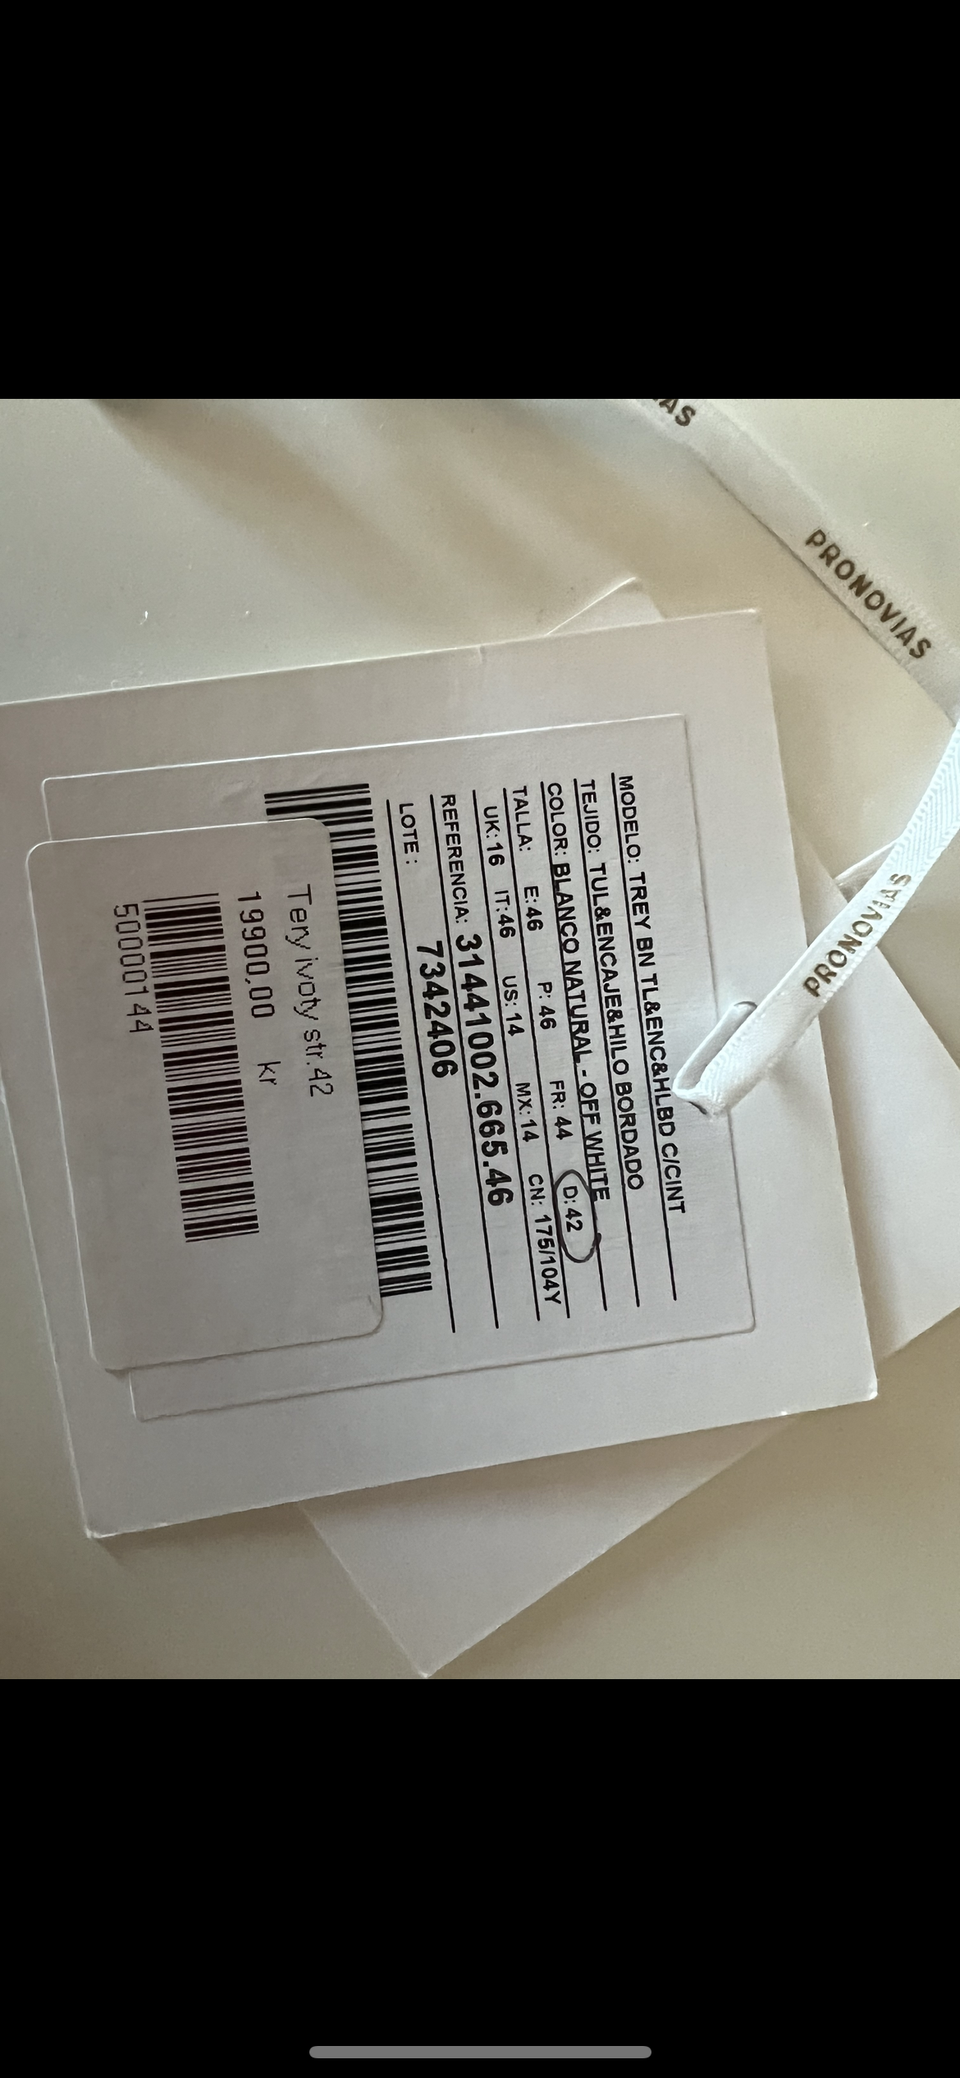 AS
PRONOVIAS
PRONOVIAS
MODELO: TREY BN TL&ENC&HLBD C/CINT
TEJIDO: TUL&ENCAJE&HILO BORDADO
COLOR: BLANCO NATURAL - OFF WHITE
TALLA: E: 46 P: 46 FR: 44 D: 42
UK: 16 IT: 46 US: 14 MX: 14 CN: 175/104Y
REFERENCIA: 31441002.665.46
LOTE : 7342406
Tery ivoty str.42
19900,00 kr
50000144